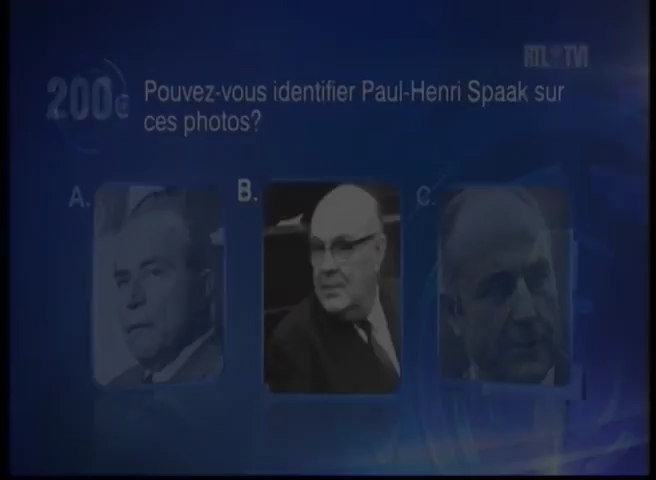 RTL TVI
200€
Pouvez-vous identifier Paul-Henri Spaak sur
ces photos?
A.
B.
C.